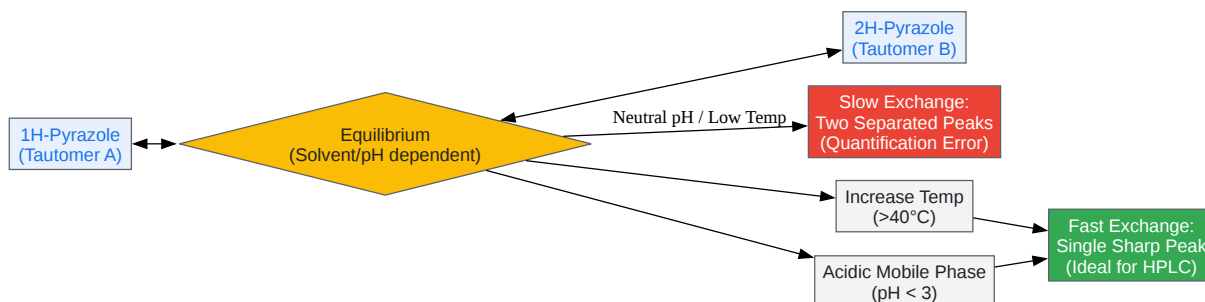 2H-Pyrazole
(Tautomer B)
1H-Pyrazole
(Tautomer A)
Equilibrium
(Solvent/pH dependent)
Neutral pH / Low Temp
Slow Exchange:
Two Separated Peaks
(Quantification Error)
Increase Temp
(>40°C)
Acidic Mobile Phase
(pH < 3)
Fast Exchange:
Single Sharp Peak
(Ideal for HPLC)